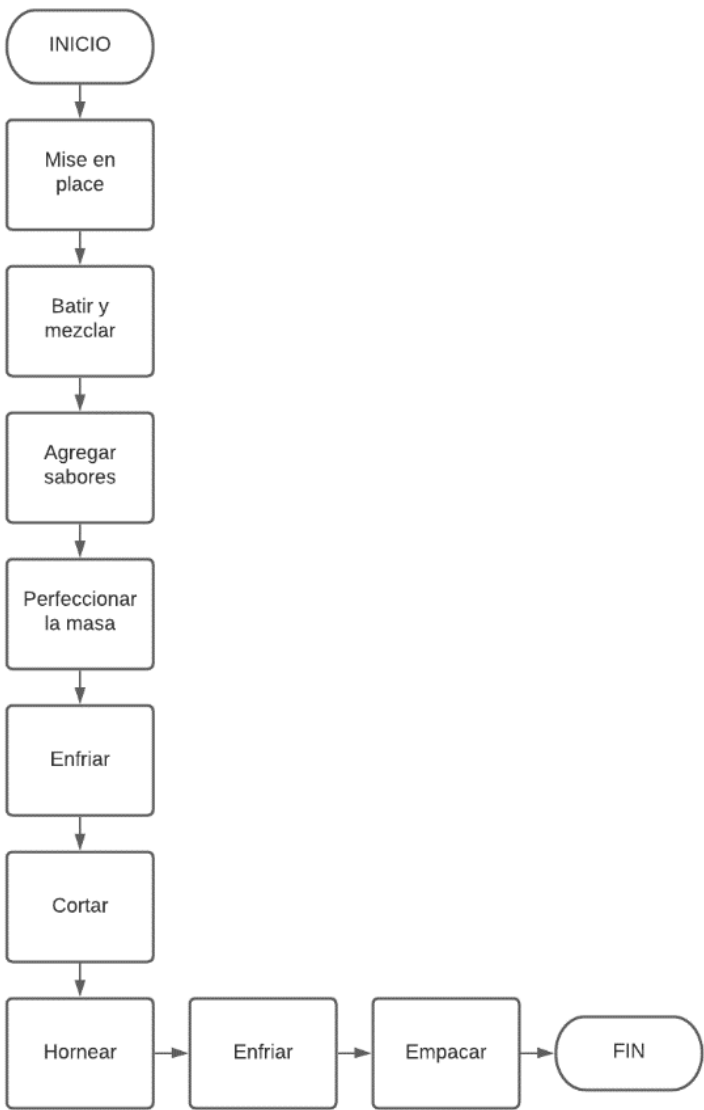 INICIO
Mise en
place
Batir y
mezclar
Agregar
sabores
Perfeccionar
la masa
Enfriar
Cortar
Hornear
Enfriar
Empacar
FIN